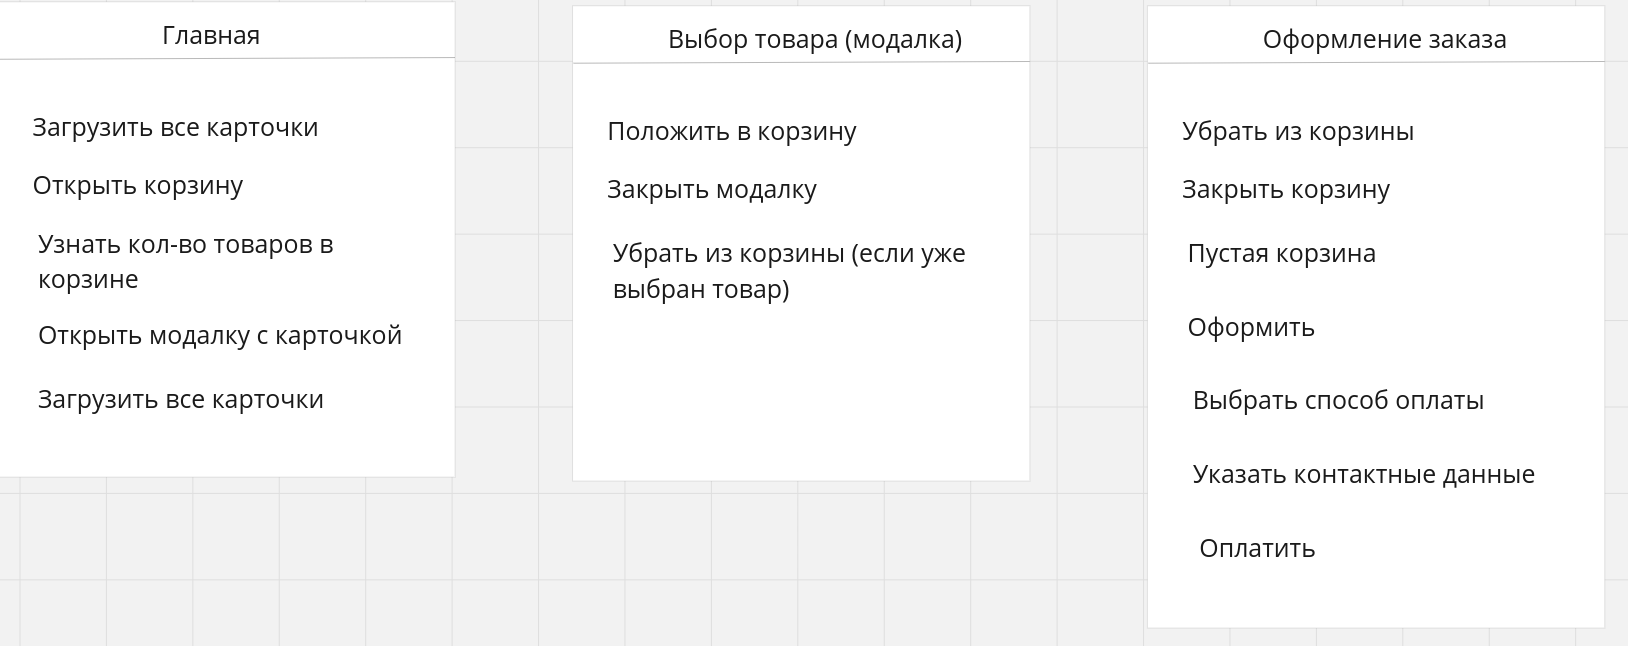 Главная
Загрузить все карточки
Открыть корзину
Узнать кол-во товаров в
корзине
Открыть модалку с карточкой
Загрузить все карточки
Выбор товара (модалка)
Положить в корзину
Закрыть модалку
Убрать из корзины (если уже
выбран товар)
Оформление заказа
Убрать из корзины
Закрыть корзину
Пустая корзина
Оформить
Выбрать способ оплаты
Указать контактные данные
Оплатить